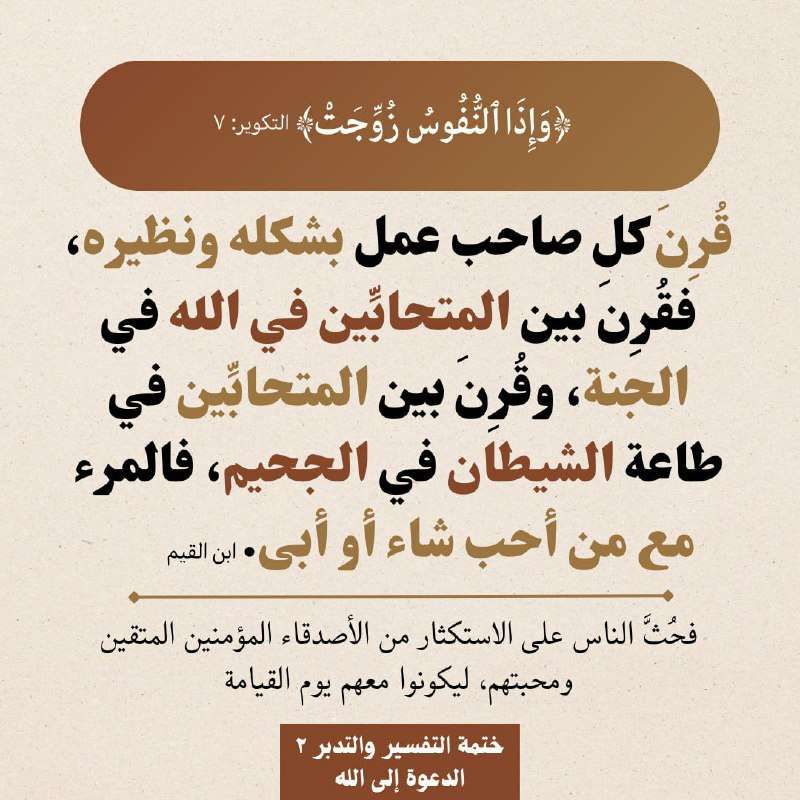 ﴿وَإِذَا ٱلنُّفُوسُ زُوِّجَتْ﴾ التكوير: ٧
قُرِنَ كل صاحب عمل بشكله ونظيره،
فقُرِنَ بين المتحابِّين في الله في
الجنة، وقُرِنَ بين المتحابِّين في
طاعة الشيطان في الجحيم، فالمرء
مع من أحب شاء أو أبى• ابن القيم
فحُثَّ الناس على الاستكثار من الأصدقاء المؤمنين المتقين
ومحبتهم، ليكونوا معهم يوم القيامة
ختمة التفسير والتدبر ٢
الدعوة إلى الله